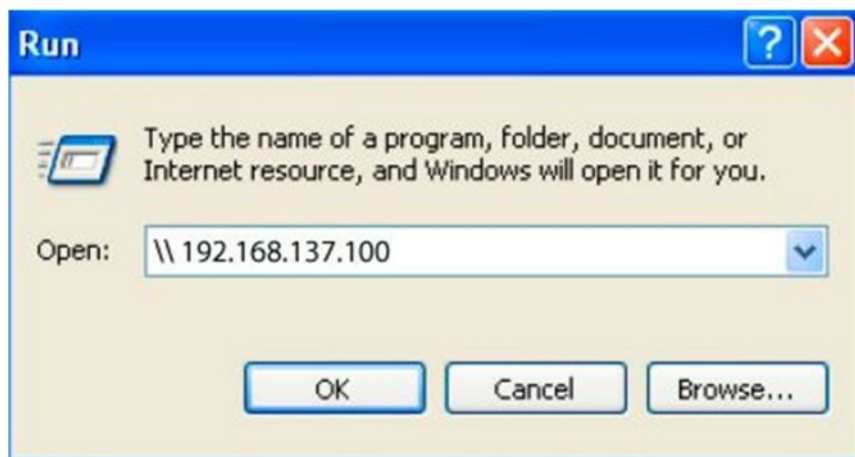 Run
Type the name of a program, folder, document, or
Internet resource, and Windows will open it for you.
Open: \\ 192.168.137.100
OK Cancel Browse...